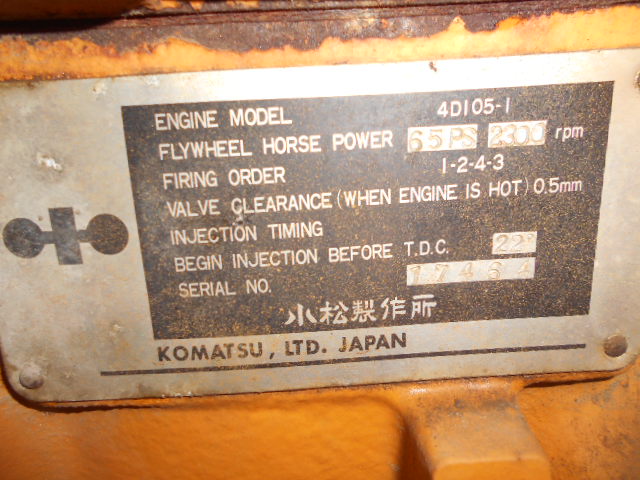 ENGINE MODEL 4D105-1
FLYWHEEL HORSE POWER 65PS 2300 rpm
FIRING ORDER 1-2-4-3
VALVE CLEARANCE (WHEN ENGINE IS HOT) 0.5mm
INJECTION TIMING
BEGIN INJECTION BEFORE T.D.C. 22°
SERIAL NO.
小松製作所
KOMATSU, LTD. JAPAN